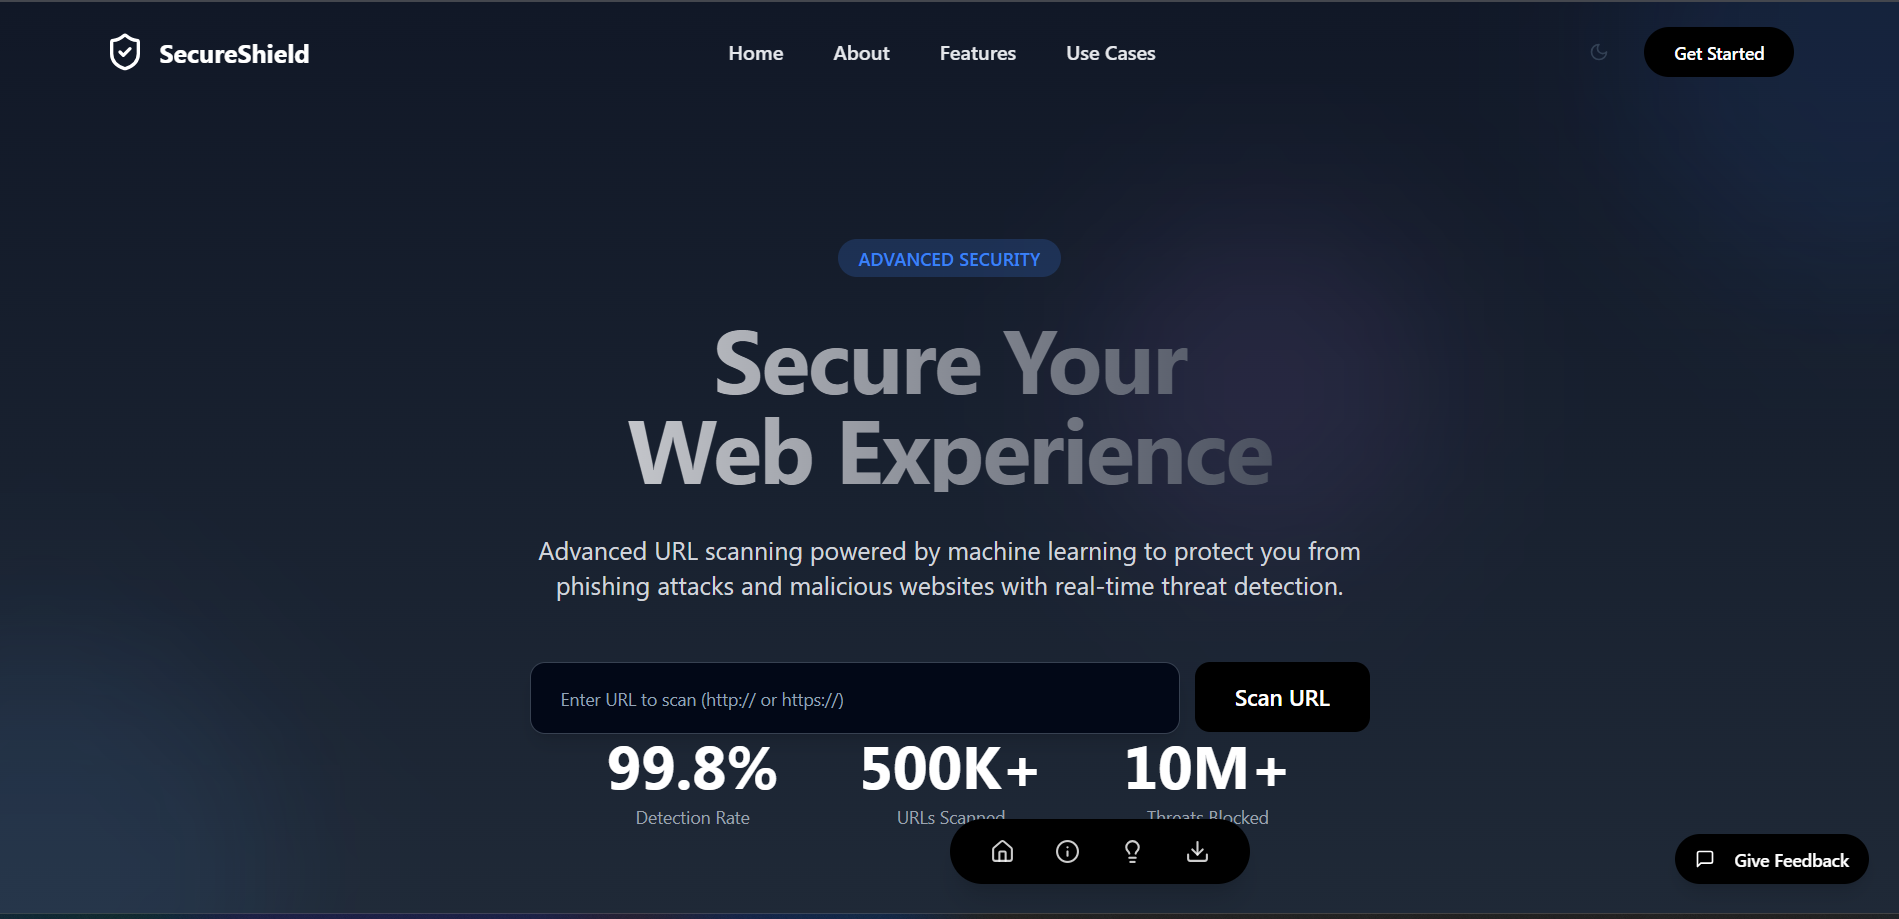 SecureShield
Home
About
Features
Use Cases
Get Started
ADVANCED SECURITY
Secure Your
Web Experience
Advanced URL scanning powered by machine learning to protect you from
phishing attacks and malicious websites with real-time threat detection.
Enter URL to scan (http:// or https://)
Scan URL
99.8%
500K+
10M+
Detection Rate
URLs Scanned
Threats Blocked
Give Feedback